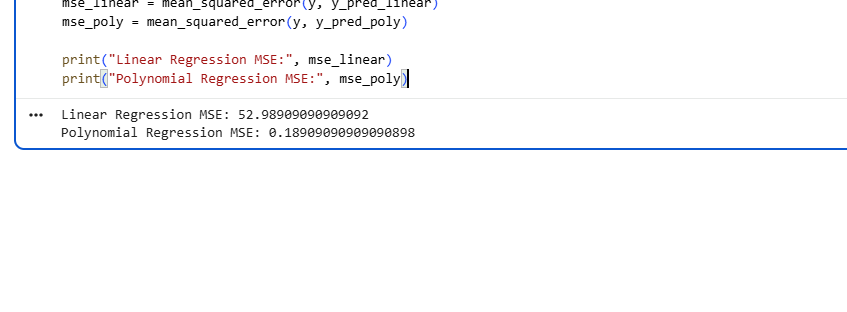 mse_linear = mean_squared_error(y, y_pred_linear)
mse_poly = mean_squared_error(y, y_pred_poly)
print("Linear Regression MSE:", mse_linear)
print("Polynomial Regression MSE:", mse_poly)
Linear Regression MSE: 52.98909090909092
Polynomial Regression MSE: 0.18909090909090898